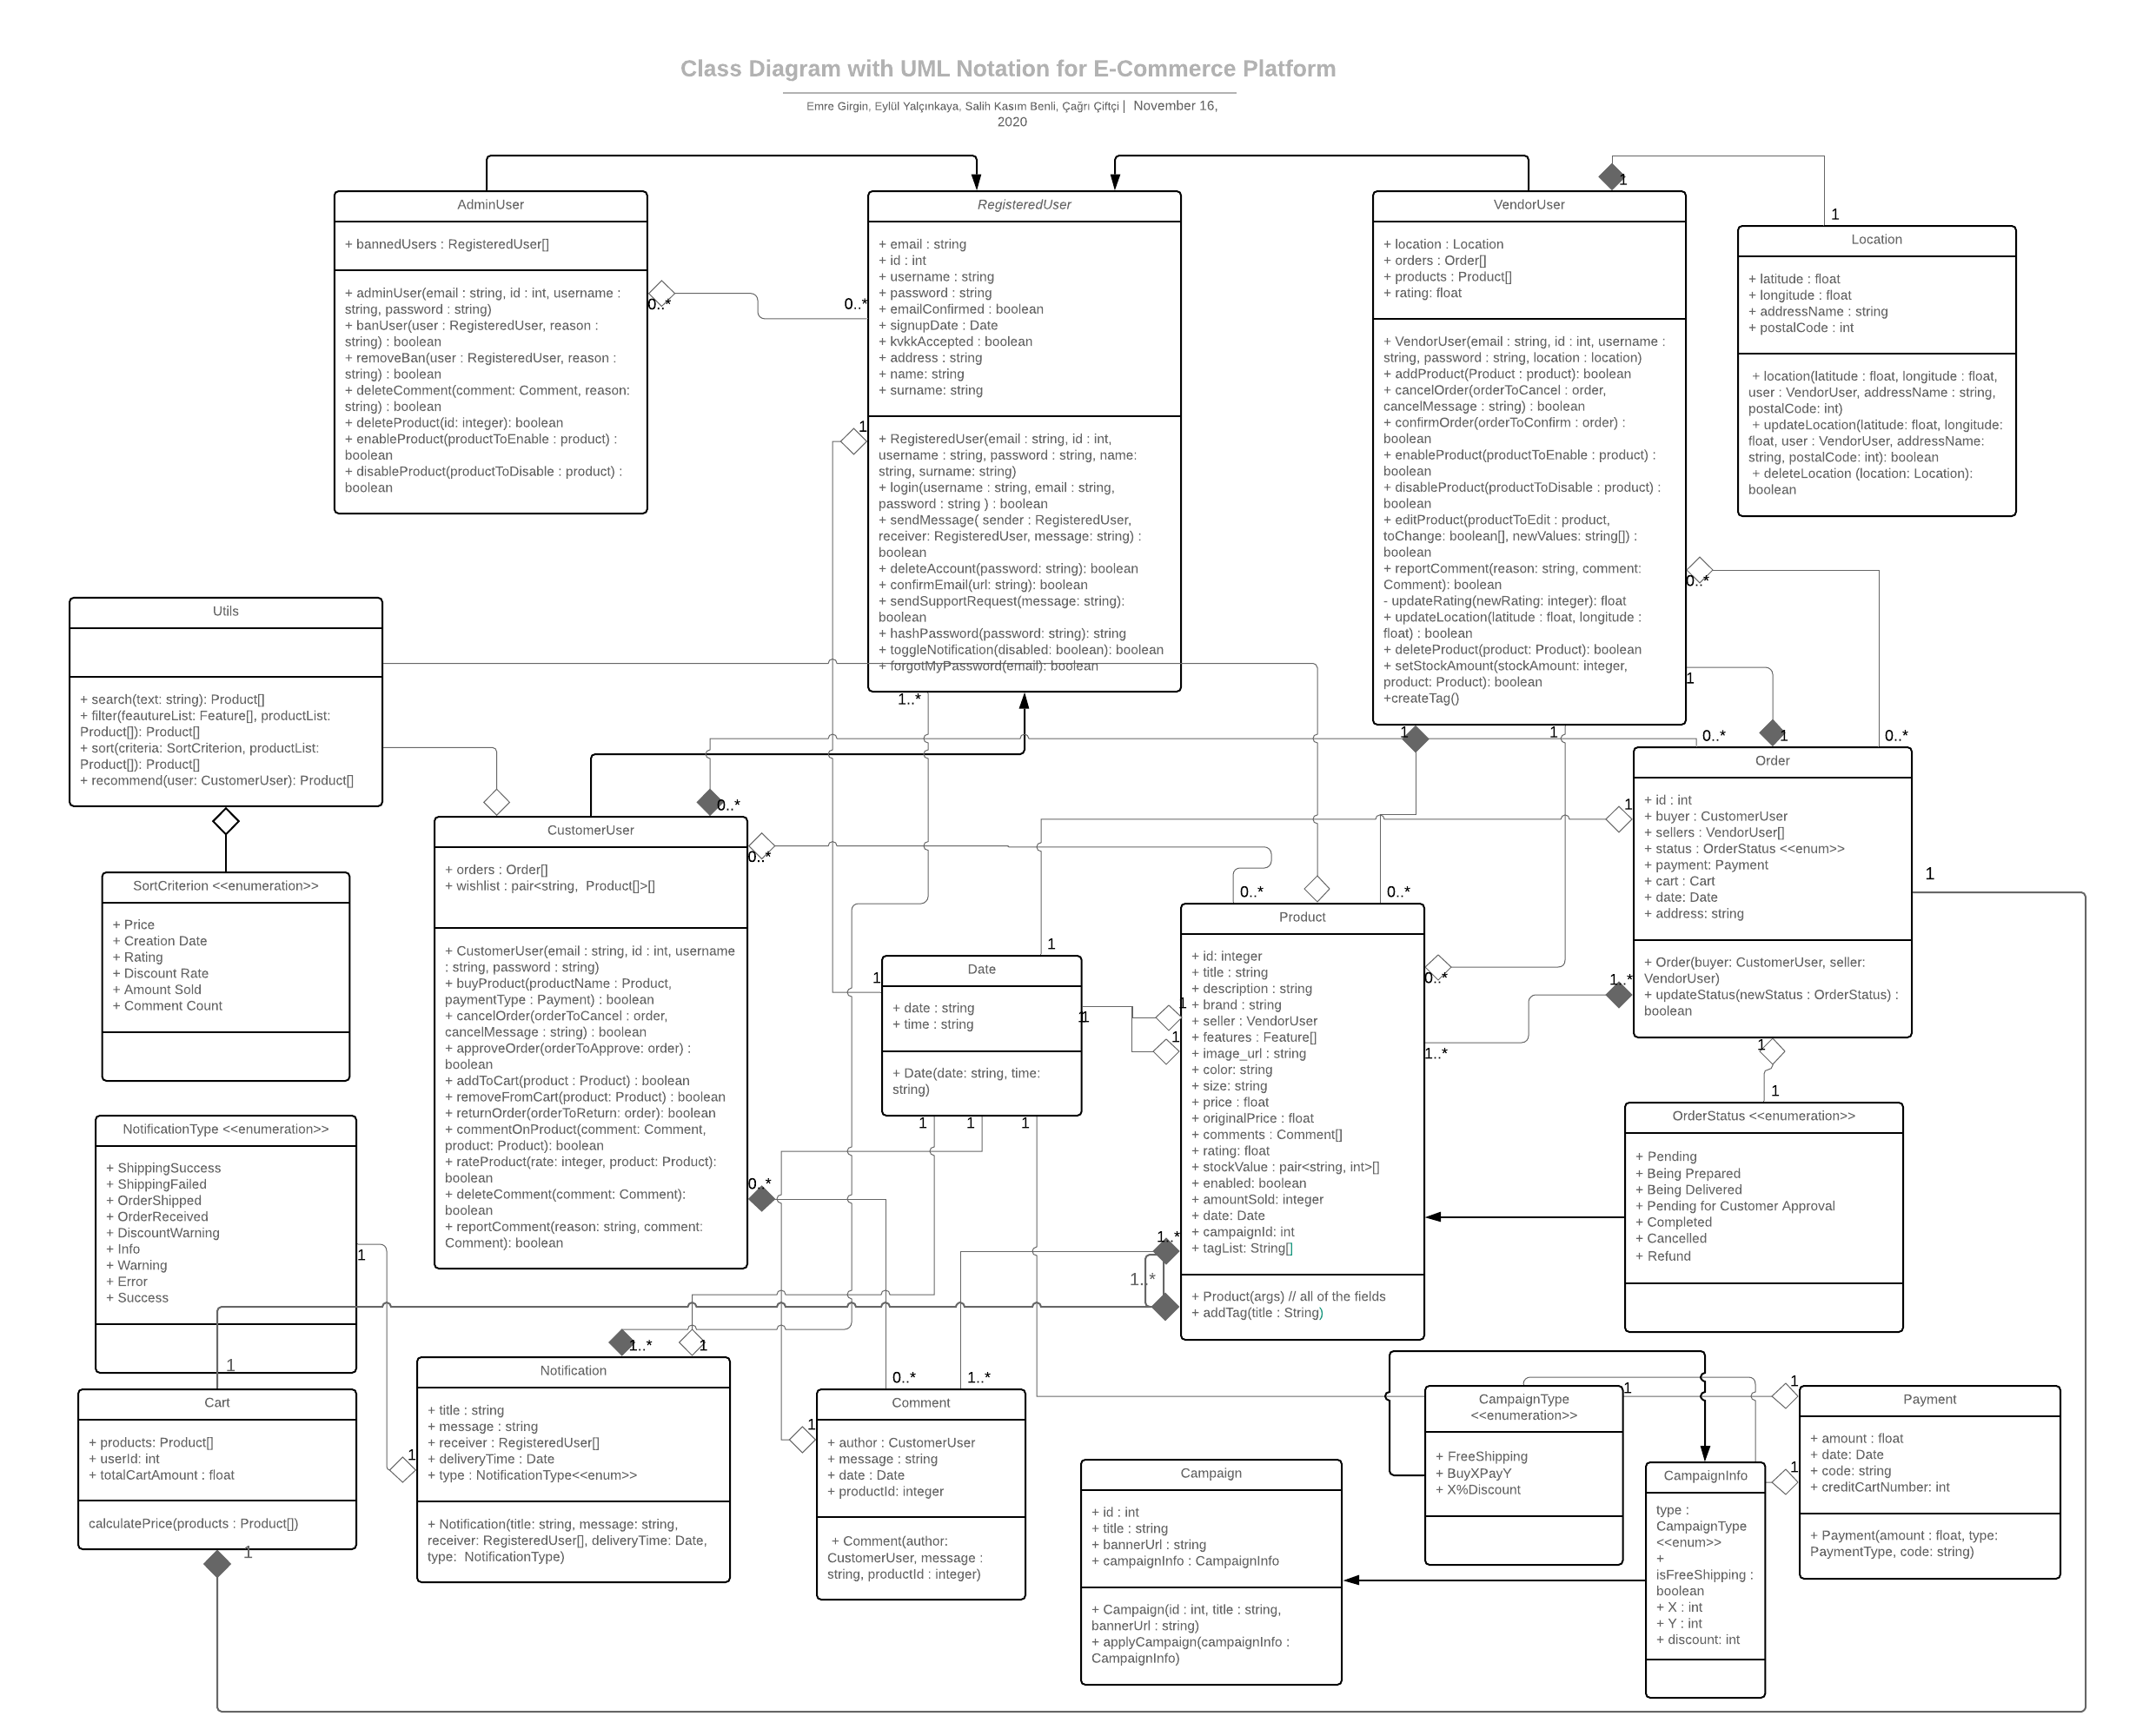 Class Diagram with UML Notation for E-Commerce Platform
Emre Girgin, Eylül Yalçınkaya, Salih Kasım Benli, Çağrı Çiftçi | November 16,
2020
AdminUser
+ bannedUsers : RegisteredUser[]
+ adminUser(email : string, id : int, username :
string, password : string)
+ banUser(user : RegisteredUser, reason :
string) : boolean
+ removeBan(user : RegisteredUser, reason :
string) : boolean
+ deleteComment(comment: Comment, reason:
string) : boolean
+ deleteProduct(id: integer): boolean
+ enableProduct(productToEnable : product) :
boolean
+ disableProduct(productToDisable : product) :
boolean
0..*
0..*
RegisteredUser
+ email : string
+ id : int
+ username : string
+ password : string
+ emailConfirmed : boolean
+ signupDate : Date
+ kvkkAccepted : boolean
+ address : string
+ name: string
+ surname: string
1
+ RegisteredUser(email : string, id : int,
username : string, password : string, name:
string, surname: string)
+ login(username : string, email : string,
password : string ) : boolean
+ sendMessage( sender : RegisteredUser,
receiver: RegisteredUser, message: string) :
boolean
+ deleteAccount(password: string): boolean
+ confirmEmail(url: string): boolean
+ sendSupportRequest(message: string):
boolean
+ hashPassword(password: string): string
+ toggleNotification(disabled: boolean): boolean
+ forgotMyPassword(email): boolean
1..*
VendorUser
+ location : Location
+ orders : Order[]
+ products : Product[]
+ rating: float
+ VendorUser(email : string, id : int, username :
string, password : string, location : location)
+ addProduct(Product : product): boolean
+ cancelOrder(orderToCancel : order,
cancelMessage : string) : boolean
+ confirmOrder(orderToConfirm : order) :
boolean
+ enableProduct(productToEnable : product) :
boolean
+ disableProduct(productToDisable : product) :
boolean
+ editProduct(productToEdit : product,
toChange: boolean[], newValues: string[]) :
boolean
+ reportComment(reason: string, comment:
Comment): boolean
- updateRating(newRating: integer): float
+ updateLocation(latitude : float, longitude :
float) : boolean
+ deleteProduct(product: Product): boolean
+ setStockAmount(stockAmount: integer,
product: Product): boolean
+createTag()
1
1
0..*
1
1
1
Location
+ latitude : float
+ longitude : float
+ addressName : string
+ postalCode : int
+ location(latitude : float, longitude : float,
user : VendorUser, addressName : string,
postalCode: int)
+ updateLocation(latitude: float, longitude:
float, user : VendorUser, addressName:
string, postalCode: int): boolean
+ deleteLocation (location: Location):
boolean
Utils
+ search(text: string): Product[]
+ filter(feautureList: Feature[], productList:
Product[]): Product[]
+ sort(criteria: SortCriterion, productList:
Product[]): Product[]
+ recommend(user: CustomerUser): Product[]
SortCriterion <<enumeration>>
+ Price
+ Creation Date
+ Rating
+ Discount Rate
+ Amount Sold
+ Comment Count
0..*
CustomerUser
0..*
+ orders : Order[]
+ wishlist : pair<string,  Product[]>[]
+ CustomerUser(email : string, id : int, username
: string, password : string)
+ buyProduct(productName : Product,
paymentType : Payment) : boolean
+ cancelOrder(orderToCancel : order,
cancelMessage : string) : boolean
+ approveOrder(orderToApprove: order) :
boolean
+ addToCart(product : Product) : boolean
+ removeFromCart(product: Product) : boolean
+ returnOrder(orderToReturn: order): boolean
+ commentOnProduct(comment: Comment,
product: Product): boolean
+ rateProduct(rate: integer, product: Product):
boolean
+ deleteComment(comment: Comment):
boolean
+ reportComment(reason: string, comment:
Comment): boolean
0..*
0..*
1
0..*
Order
+ id : int
+ buyer : CustomerUser
+ sellers : VendorUser[]
+ status : OrderStatus <<enum>>
+ payment: Payment
+ cart : Cart
+ date: Date
+ address: string
+ Order(buyer: CustomerUser, seller:
VendorUser)
+ updateStatus(newStatus : OrderStatus) :
boolean
1
1
1..*
1
1
OrderStatus <<enumeration>>
+ Pending
+ Being Prepared
+ Being Delivered
+ Pending for Customer Approval
+ Completed
+ Cancelled
+ Refund
1
1
Date
+ date : string
+ time : string
+ Date(date: string, time:
string)
1
1
1
1
1
1
1
0..*
0..*
Product
+ id: integer
+ title : string
+ description : string
+ brand : string
+ seller : VendorUser
+ features : Feature[]
+ image_url : string
+ color: string
+ size: string
+ price : float
+ originalPrice : float
+ comments : Comment[]
+ rating: float
+ stockValue : pair<string, int>[]
+ enabled: boolean
+ amountSold: integer
+ date: Date
+ campaignId: int
+ tagList: String[]
+ Product(args) // all of the fields
+ addTag(title : String)
0..*
1..*
1..*
1..*
NotificationType <<enumeration>>
+ ShippingSuccess
+ ShippingFailed
+ OrderShipped
+ OrderReceived
+ DiscountWarning
+ Info
+ Warning
+ Error
+ Success
1
1
Cart
+ products: Product[]
+ userId: int
+ totalCartAmount : float
calculatePrice(products : Product[])
1
1..*
1
1
Notification
+ title : string
+ message : string
+ receiver : RegisteredUser[]
+ deliveryTime : Date
+ type : NotificationType<<enum>>
+ Notification(title: string, message: string,
receiver: RegisteredUser[], deliveryTime: Date,
type:  NotificationType)
0..*
1..*
1
Comment
+ author : CustomerUser
+ message : string
+ date : Date
+ productId: integer
+ Comment(author:
CustomerUser, message :
string, productId : integer)
Campaign
+ id : int
+ title : string
+ bannerUrl : string
+ campaignInfo : CampaignInfo
+ Campaign(id : int, title : string,
bannerUrl : string)
+ applyCampaign(campaignInfo :
CampaignInfo)
CampaignType
<<enumeration>>
+ FreeShipping
+ BuyXPayY
+ X%Discount
1
CampaignInfo
type :
CampaignType
<<enum>>
+
isFreeShipping :
boolean
+ X : int
+ Y : int
+ discount: int
1
1
Payment
+ amount : float
+ date: Date
+ code: string
+ creditCartNumber: int
+ Payment(amount : float, type:
PaymentType, code: string)